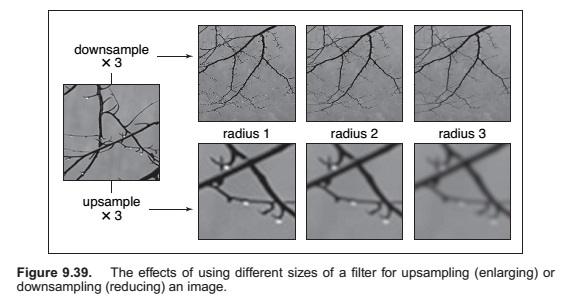 downsample
× 3
radius 1
radius 2
radius 3
upsample
× 3
Figure 9.39. The effects of using different sizes of a filter for upsampling (enlarging) or
downsampling (reducing) an image.